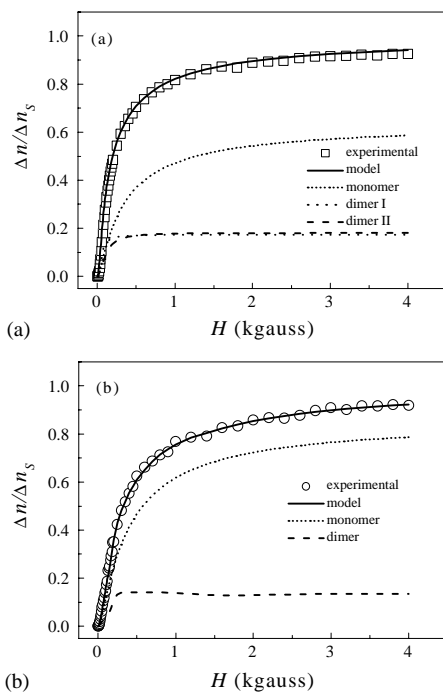 (a)
1.0
0.8
0.6
0.4
0.2
0.0
Δn/Δn_S
experimental
model
monomer
dimer I
dimer II
0 1 2 3 4
(a)
H (kgauss)
(b)
1.0
0.8
0.6
0.4
0.2
0.0
Δn/Δn_S
experimental
model
monomer
dimer
0 1 2 3 4
(b)
H (kgauss)